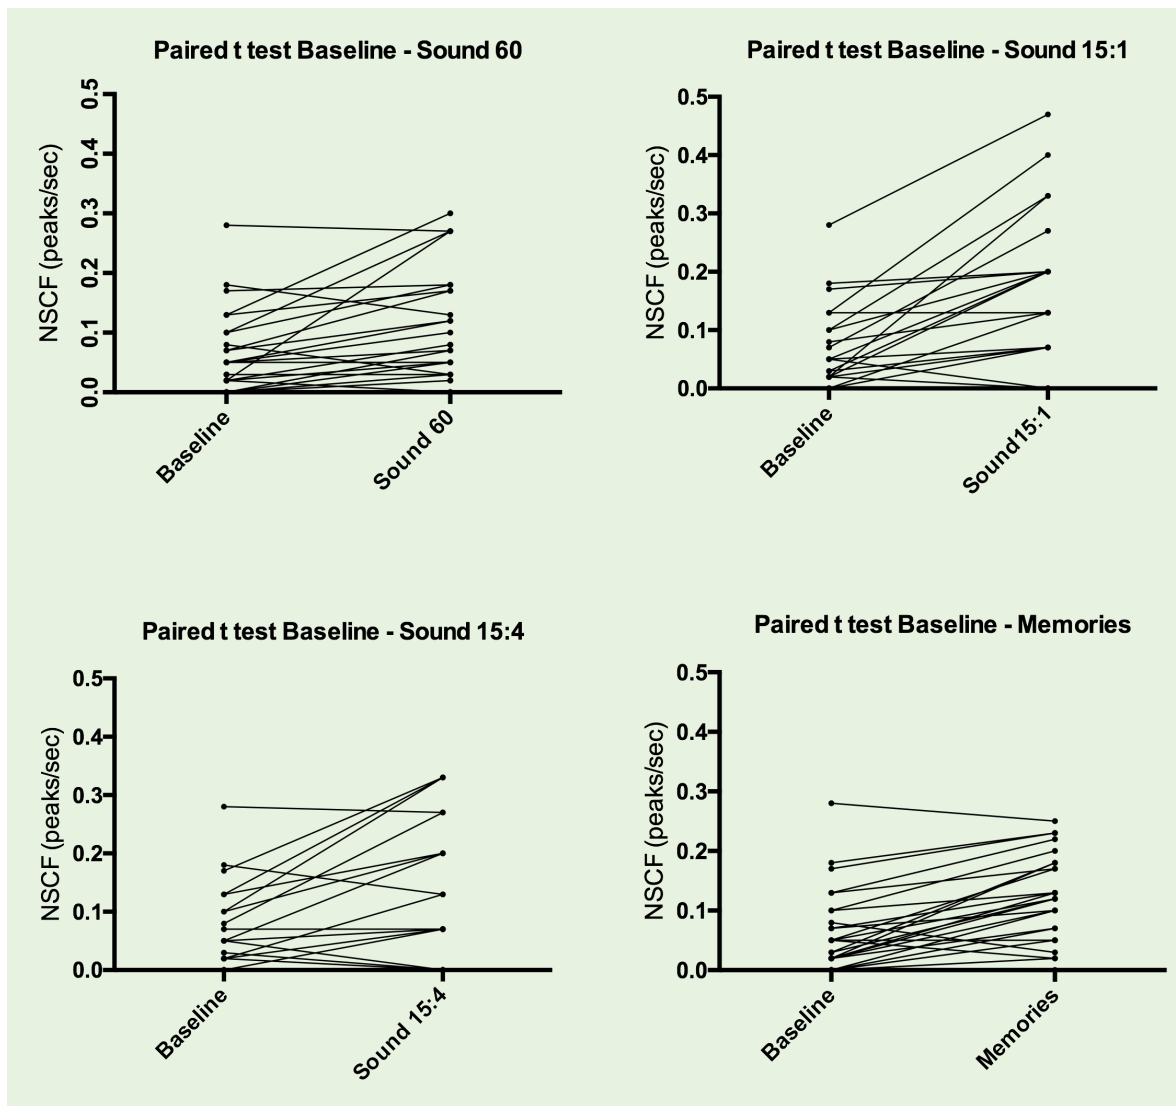 Paired t test Baseline - Sound 60
0.5
0.4
0.3
0.2
0.1
0.0
NSCF (peaks/sec)
Baseline
Sound 60
Paired t test Baseline - Sound 15:1
0.5
0.4
0.3
0.2
0.1
0.0
NSCF (peaks/sec)
Baseline
Sound15:1
Paired t test Baseline - Sound 15:4
0.5
0.4
0.3
0.2
0.1
0.0
NSCF (peaks/sec)
Baseline
Sound 15:4
Paired t test Baseline - Memories
0.5
0.4
0.3
0.2
0.1
0.0
NSCF (peaks/sec)
Baseline
Memories